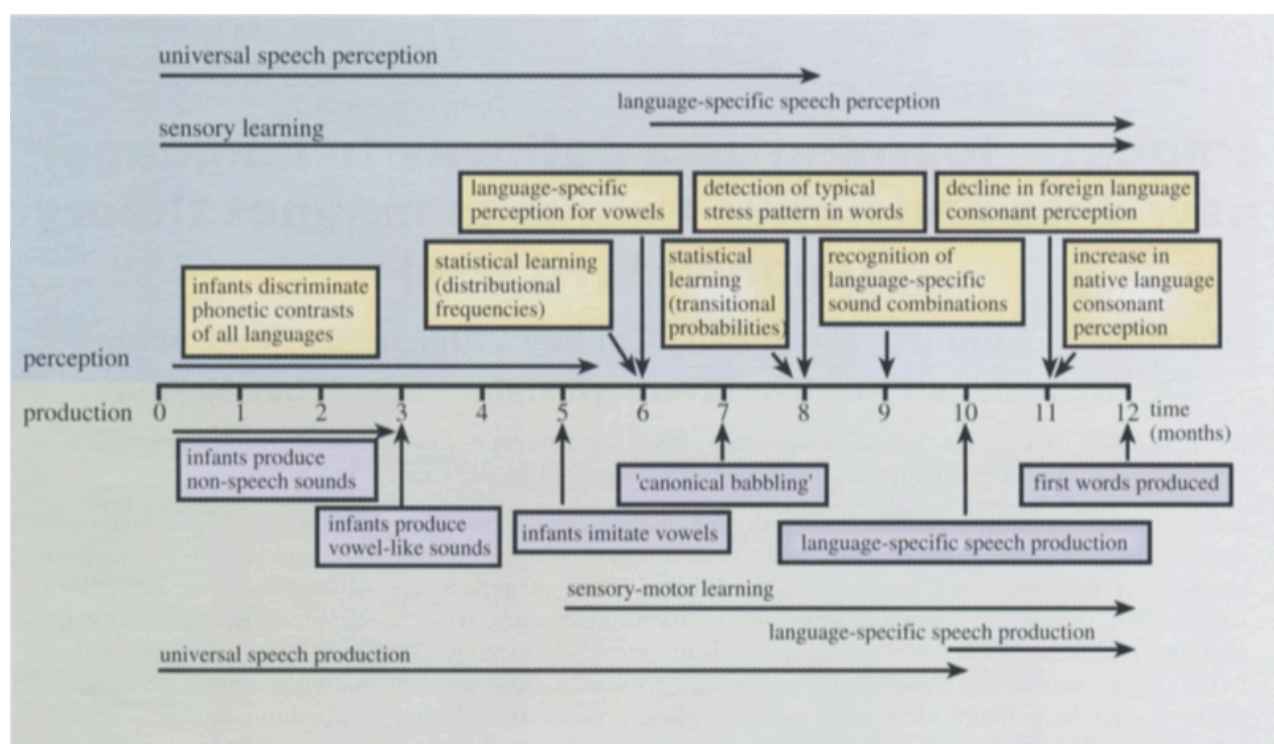 universal speech perception
language-specific speech perception
sensory learning
language-specific
perception for vowels
detection of typical
stress pattern in words
decline in foreign language
consonant perception
statistical learning
(distributional
frequencies)
statistical
learning
(transitional
probabilities)
recognition of
language-specific
sound combinations
increase in
native language
consonant
perception
infants discriminate
phonetic contrasts
of all languages
perception
production 0 1 2 3 4 5 6 7 8 9 10 11 12 time
(months)
infants produce
non-speech sounds
'canonical babbling'
first words produced
infants produce
vowel-like sounds
infants imitate vowels
language-specific speech production
sensory-motor learning
language-specific speech production
universal speech production